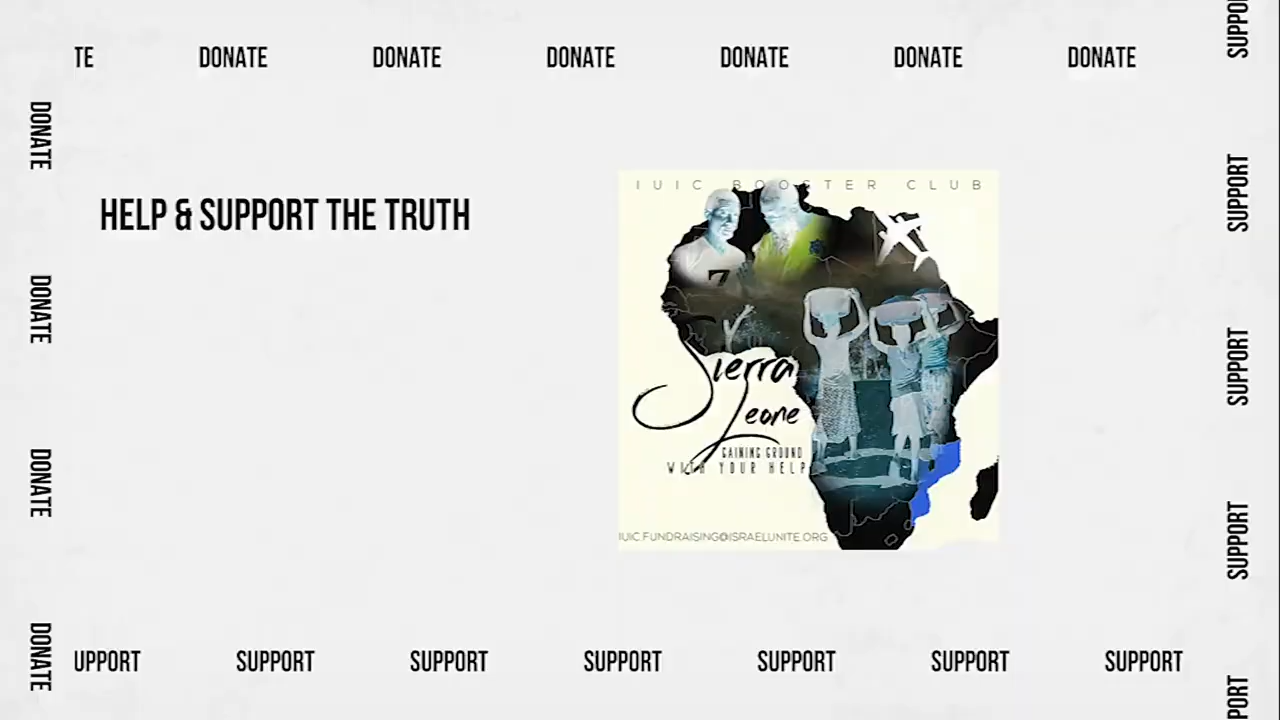 TE DONATE DONATE DONATE DONATE DONATE DONATE
DONATE
DONATE
DONATE
DONATE
HELP & SUPPORT THE TRUTH
IUIC BOOSTER CLUB
7
Sierra
Leone
GAINING GROUND
WITH YOUR HELP
IUIC.FUNDRAISING@ISRAELUNITE.ORG
SUPPORT
SUPPORT
SUPPORT
SUPPORT
PORT
UPPORT SUPPORT SUPPORT SUPPORT SUPPORT SUPPORT SUPPORT